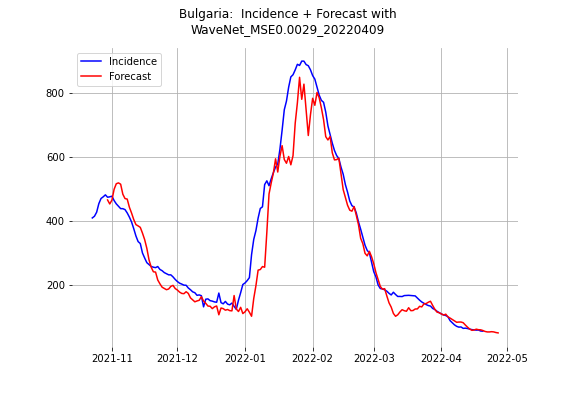 Bulgaria:  Incidence + Forecast with
WaveNet_MSE0.0029_20220409
Incidence
Forecast
800
600
400
200
2021-11
2021-12
2022-01
2022-02
2022-03
2022-04
2022-05